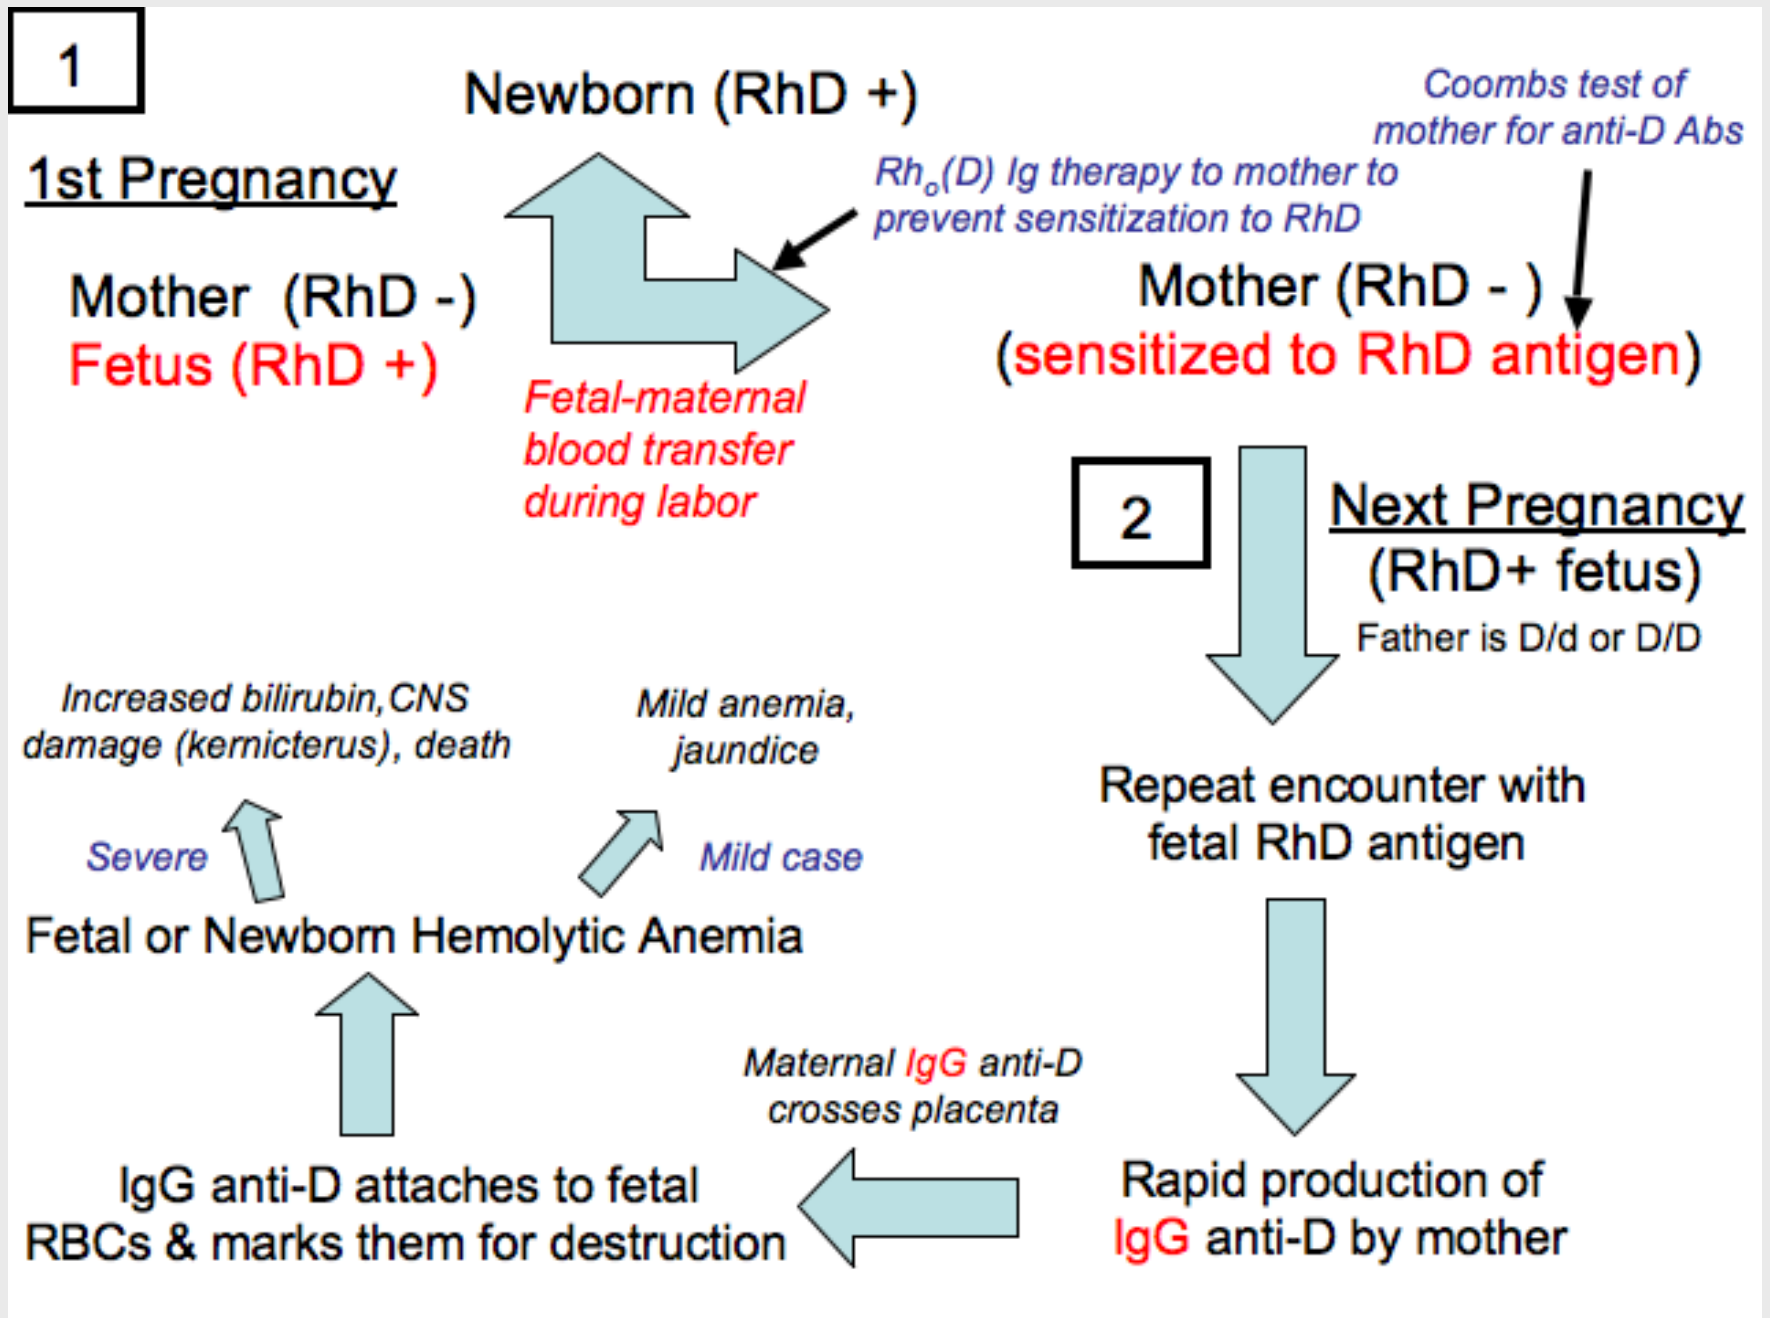 1
Newborn (RhD +)
Coombs test of
mother for anti-D Abs
1st Pregnancy
Rho(D) Ig therapy to mother to
prevent sensitization to RhD
Mother (RhD -)
Fetus (RhD +)
Fetal-maternal
blood transfer
during labor
Mother (RhD - )
(sensitized to RhD antigen)
2
Next Pregnancy
(RhD+ fetus)
Father is D/d or D/D
Repeat encounter with
fetal RhD antigen
Rapid production of
IgG anti-D by mother
Maternal IgG anti-D
crosses placenta
IgG anti-D attaches to fetal
RBCs & marks them for destruction
Fetal or Newborn Hemolytic Anemia
Severe
Increased bilirubin, CNS
damage (kernicterus), death
Mild case
Mild anemia,
jaundice